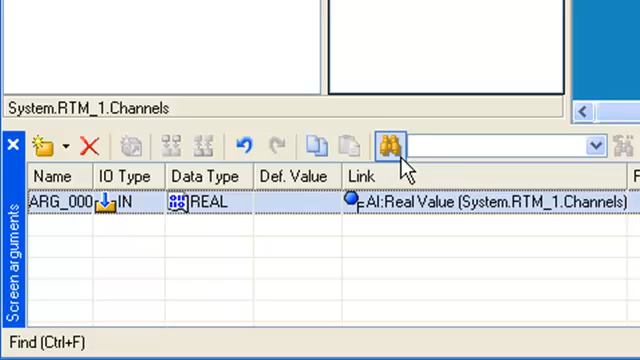 System.RTM_1.Channels
Name IO Type Data Type Def. Value Link
ARG_000 IN REAL AI:Real Value (System.RTM_1.Channels)
Screen arguments
Find (Ctrl+F)